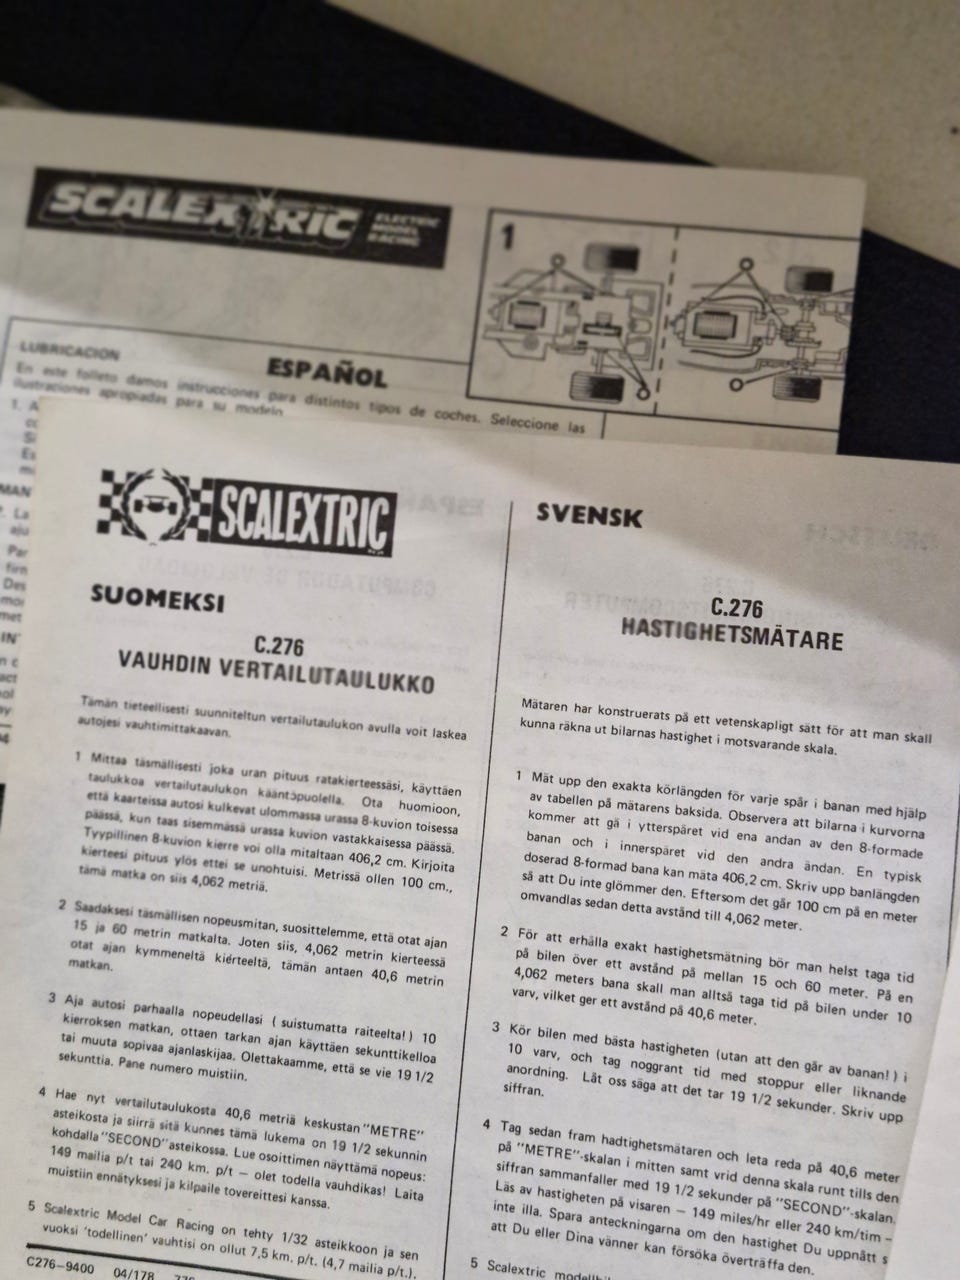 SCALEXTRIC
ELECTRIC
MODEL
RACING
1
LUBRICACION
ESPAÑOL
En este folleto damos instrucciones para distintos tipos de coches. Seleccione las
ilustraciones apropiadas para su modelo
1. A
MAN
Par
Des
met
SCALEXTRIC
SUOMEKSI
C.276
VAUHDIN VERTAILUTAULUKKO
Tämän tieteellisesti suunniteltun vertailutaulukon avulla voit laskea
autojesi vauhtimittakaavan.
1 Mittaa täsmällisesti joka uran pituus ratakierteessäsi, käyttäen
taulukkoa vertailutaulukon kääntöpuolella. Ota huomioon,
että kaarteissa autosi kulkevat ulommassa urassa 8-kuvion toisessa
päässä, kun taas sisemmässä urassa kuvion vastakkaisessa päässä.
Tyypillinen 8-kuvion kierre voi olla mitaltaan 406,2 cm. Kirjoita
kierteesi pituus ylös ettei se unohtuisi. Metrissä ollen 100 cm.,
tämä matka on siis 4,062 metriä.
2 Saadaksesi täsmällisen nopeusmitan, suosittelemme, että otat ajan
15 ja 60 metrin matkalta. Joten siis, 4,062 metrin kierteessä
otat ajan kymmeneltä kierteeltä, tämän antaen 40,6 metrin
matkan.
3 Aja autosi parhaalla nopeudellasi ( suistumatta raiteelta! ) 10
kierroksen matkan, ottaen tarkan ajan käyttäen sekunttikelloa
tai muuta sopivaa ajanlaskijaa. Olettakaamme, että se vie 19 1/2
sekunttia. Pane numero muistiin.
4 Hae nyt vertailutaulukosta 40,6 metriä keskustan "METRE"
asteikosta ja siirrä sitä kunnes tämä lukema on 19 1/2 sekunnin
kohdalla "SECOND" asteikossa. Lue osoittimen näyttämä nopeus:
149 mailia p/t tai 240 km. p/t – olet todella vauhdikas! Laita
muistiin ennätyksesi ja kilpaile tovereittesi kanssa.
5 Scalextric Model Car Racing on tehty 1/32 asteikkoon ja sen
vuoksi 'todellinen' vauhtisi on ollut 7,5 km. p/t. (4,7 mailia p/t.).
C276–9400 04/178
SVENSK
C.276
HASTIGHETSMÄTARE
Mätaren har konstruerats på ett vetenskapligt sätt för att man skall
kunna räkna ut bilarnas hastighet i motsvarande skala.
1 Mät upp den exakta körlängden för varje spår i banan med hjälp
av tabellen på mätarens baksida. Observera att bilarna i kurvorna
kommer att gå i ytterspåret vid ena andan av den 8-formade
banan och i innerspåret vid den andra ändan. En typisk
doserad 8-formad bana kan mäta 406,2 cm. Skriv upp banlängden
så att Du inte glömmer den. Eftersom det går 100 cm på en meter
omvandlas sedan detta avstånd till 4,062 meter.
2 För att erhålla exakt hastighetsmätning bör man helst taga tid
på bilen över ett avstånd på mellan 15 och 60 meter. På en
4,062 meters bana skall man alltså taga tid på bilen under 10
varv, vilket ger ett avstånd på 40,6 meter.
3 Kör bilen med bästa hastigheten (utan att den går av banan! ) i
10 varv, och tag noggrant tid med stoppur eller liknande
anordning. Låt oss säga att det tar 19 1/2 sekunder. Skriv upp
siffran.
4 Tag sedan fram hadtighetsmätaren och leta reda på 40,6 meter
på "METRE"-skalan i mitten samt vrid denna skala runt tills den
siffran sammanfaller med 19 1/2 sekunder på "SECOND"-skalan.
Läs av hastigheten på visaren – 149 miles/hr eller 240 km/tim –
inte illa. Spara anteckningarna om den hastighet Du uppnått s
att Du eller Dina vänner kan försöka överträffa den.
5 Scalextric